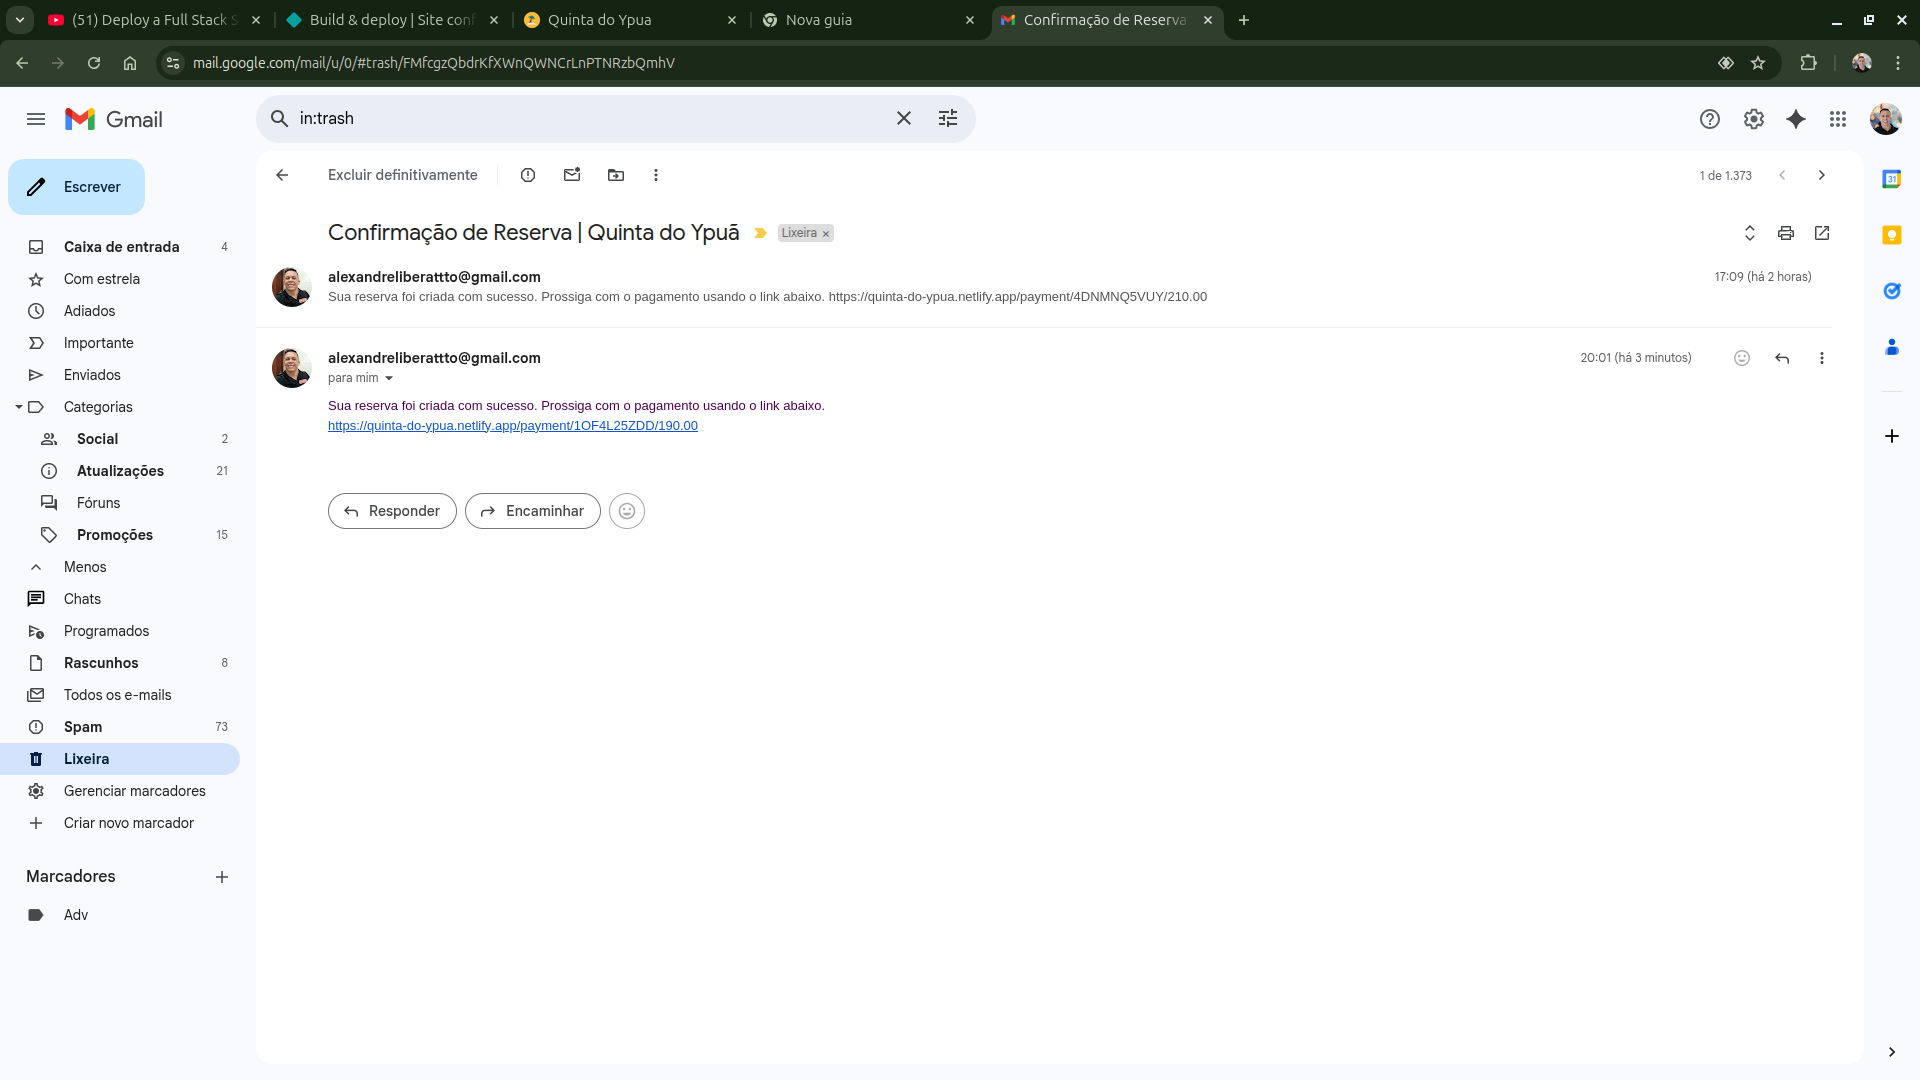 (51) Deploy a Full Stack S
Build & deploy | Site conf
Quinta do Ypua
Nova guia
Confirmação de Reserva
mail.google.com/mail/u/0/#trash/FMfcgzQbdrKfXWnQWNCrLnPTNRzbQmhV
Gmail
in:trash
Escrever
Excluir definitivamente
1 de 1.373
Confirmação de Reserva | Quinta do Ypuã
Lixeira
alexandreliberattto@gmail.com
17:09 (há 2 horas)
Sua reserva foi criada com sucesso. Prossiga com o pagamento usando o link abaixo. https://quinta-do-ypua.netlify.app/payment/4DNMNQ5VUY/210.00
alexandreliberattto@gmail.com
20:01 (há 3 minutos)
para mim
Sua reserva foi criada com sucesso. Prossiga com o pagamento usando o link abaixo.
https://quinta-do-ypua.netlify.app/payment/1OF4L25ZDD/190.00
Responder
Encaminhar
Caixa de entrada 4
Com estrela
Adiados
Importante
Enviados
Categorias
Social 2
Atualizações 21
Fóruns
Promoções 15
Menos
Chats
Programados
Rascunhos 8
Todos os e-mails
Spam 73
Lixeira
Gerenciar marcadores
Criar novo marcador
Marcadores
Adv
31